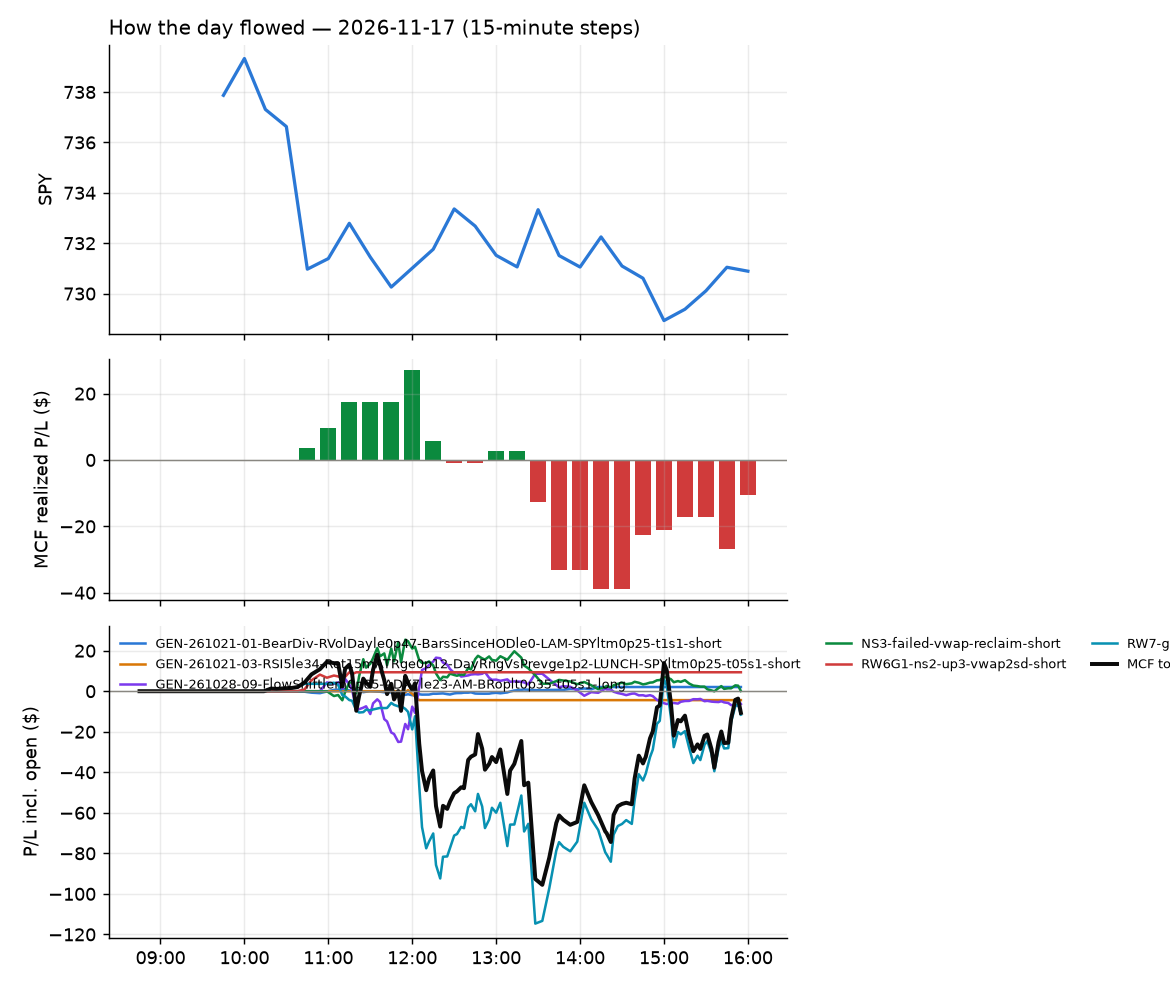 How the day flowed — 2026-11-17 (15-minute steps)
SPY
738
736
734
732
730
MCF realized P/L ($)
20
0
−20
−40
P/L incl. open ($)
20
0
−20
−40
−60
−80
−100
−120
GEN-261021-01-BearDiv-RVolDayle0p47-BarsSinceHODle0-LAM-SPYltm0p25-t1s1-short
NS3-failed-vwap-reclaim-short
RW7-g
RW6G1-ns2-up3-vwap2sd-short
MCF to
09:00 10:00 11:00 12:00 13:00 14:00 15:00 16:00